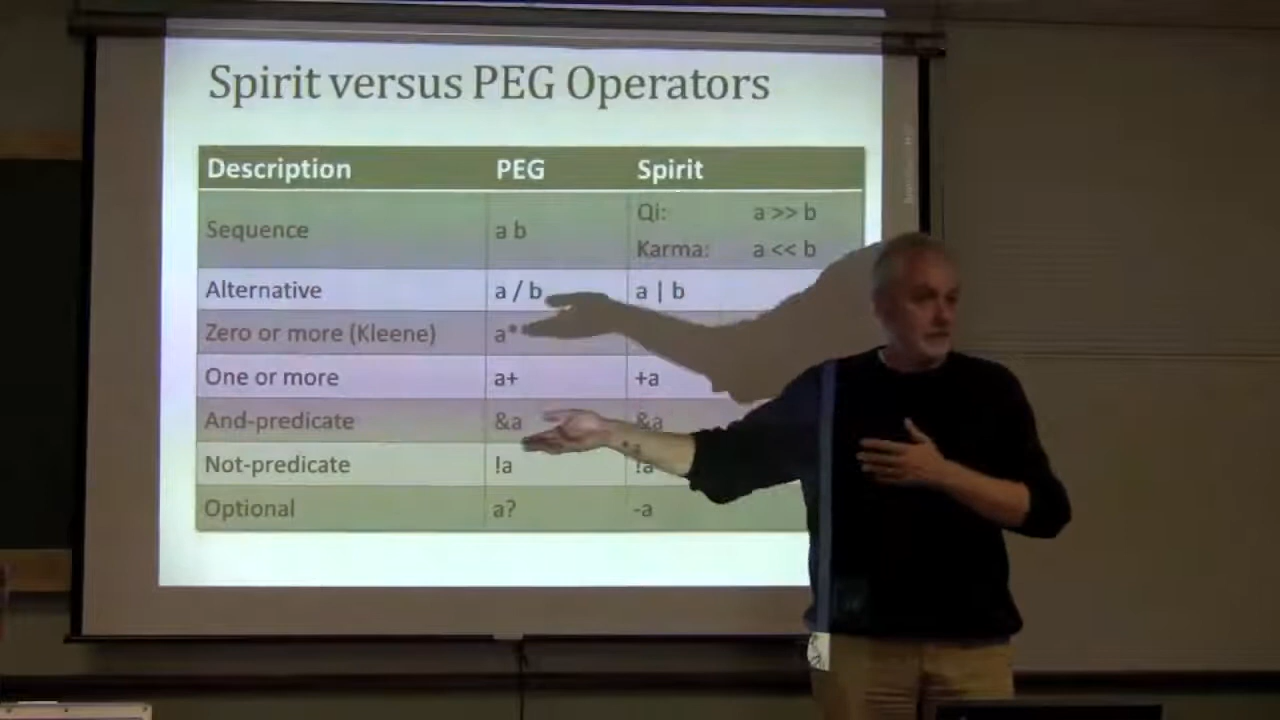 Spirit versus PEG Operators
Description PEG Spirit
Sequence a b Qi: a >> b
Karma: a << b
Alternative a / b a | b
Zero or more (Kleene) a*
One or more a+ +a
And-predicate &a &a
Not-predicate !a !a
Optional a? -a